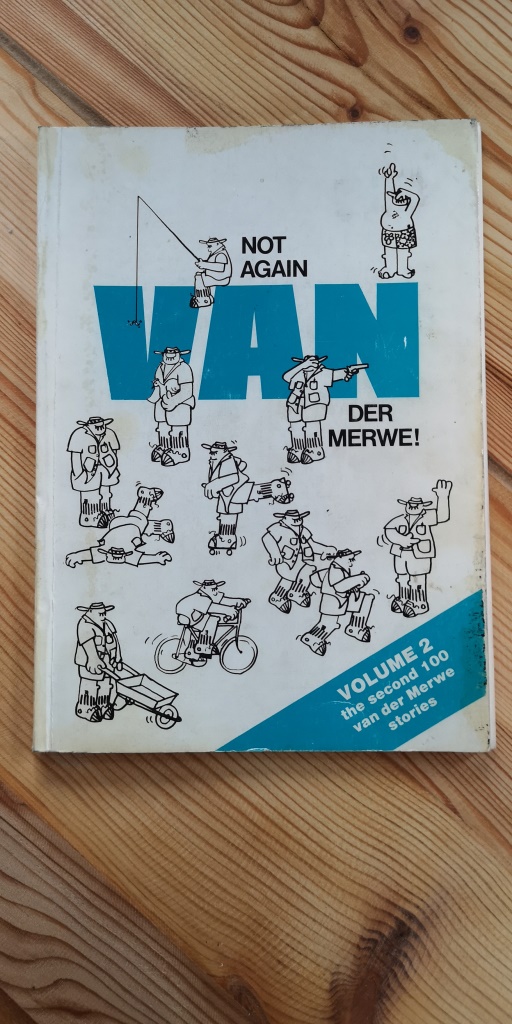 NOT
AGAIN
VAN
DER
MERWE!
VOLUME 2
the second 100
van der Merwe
stories